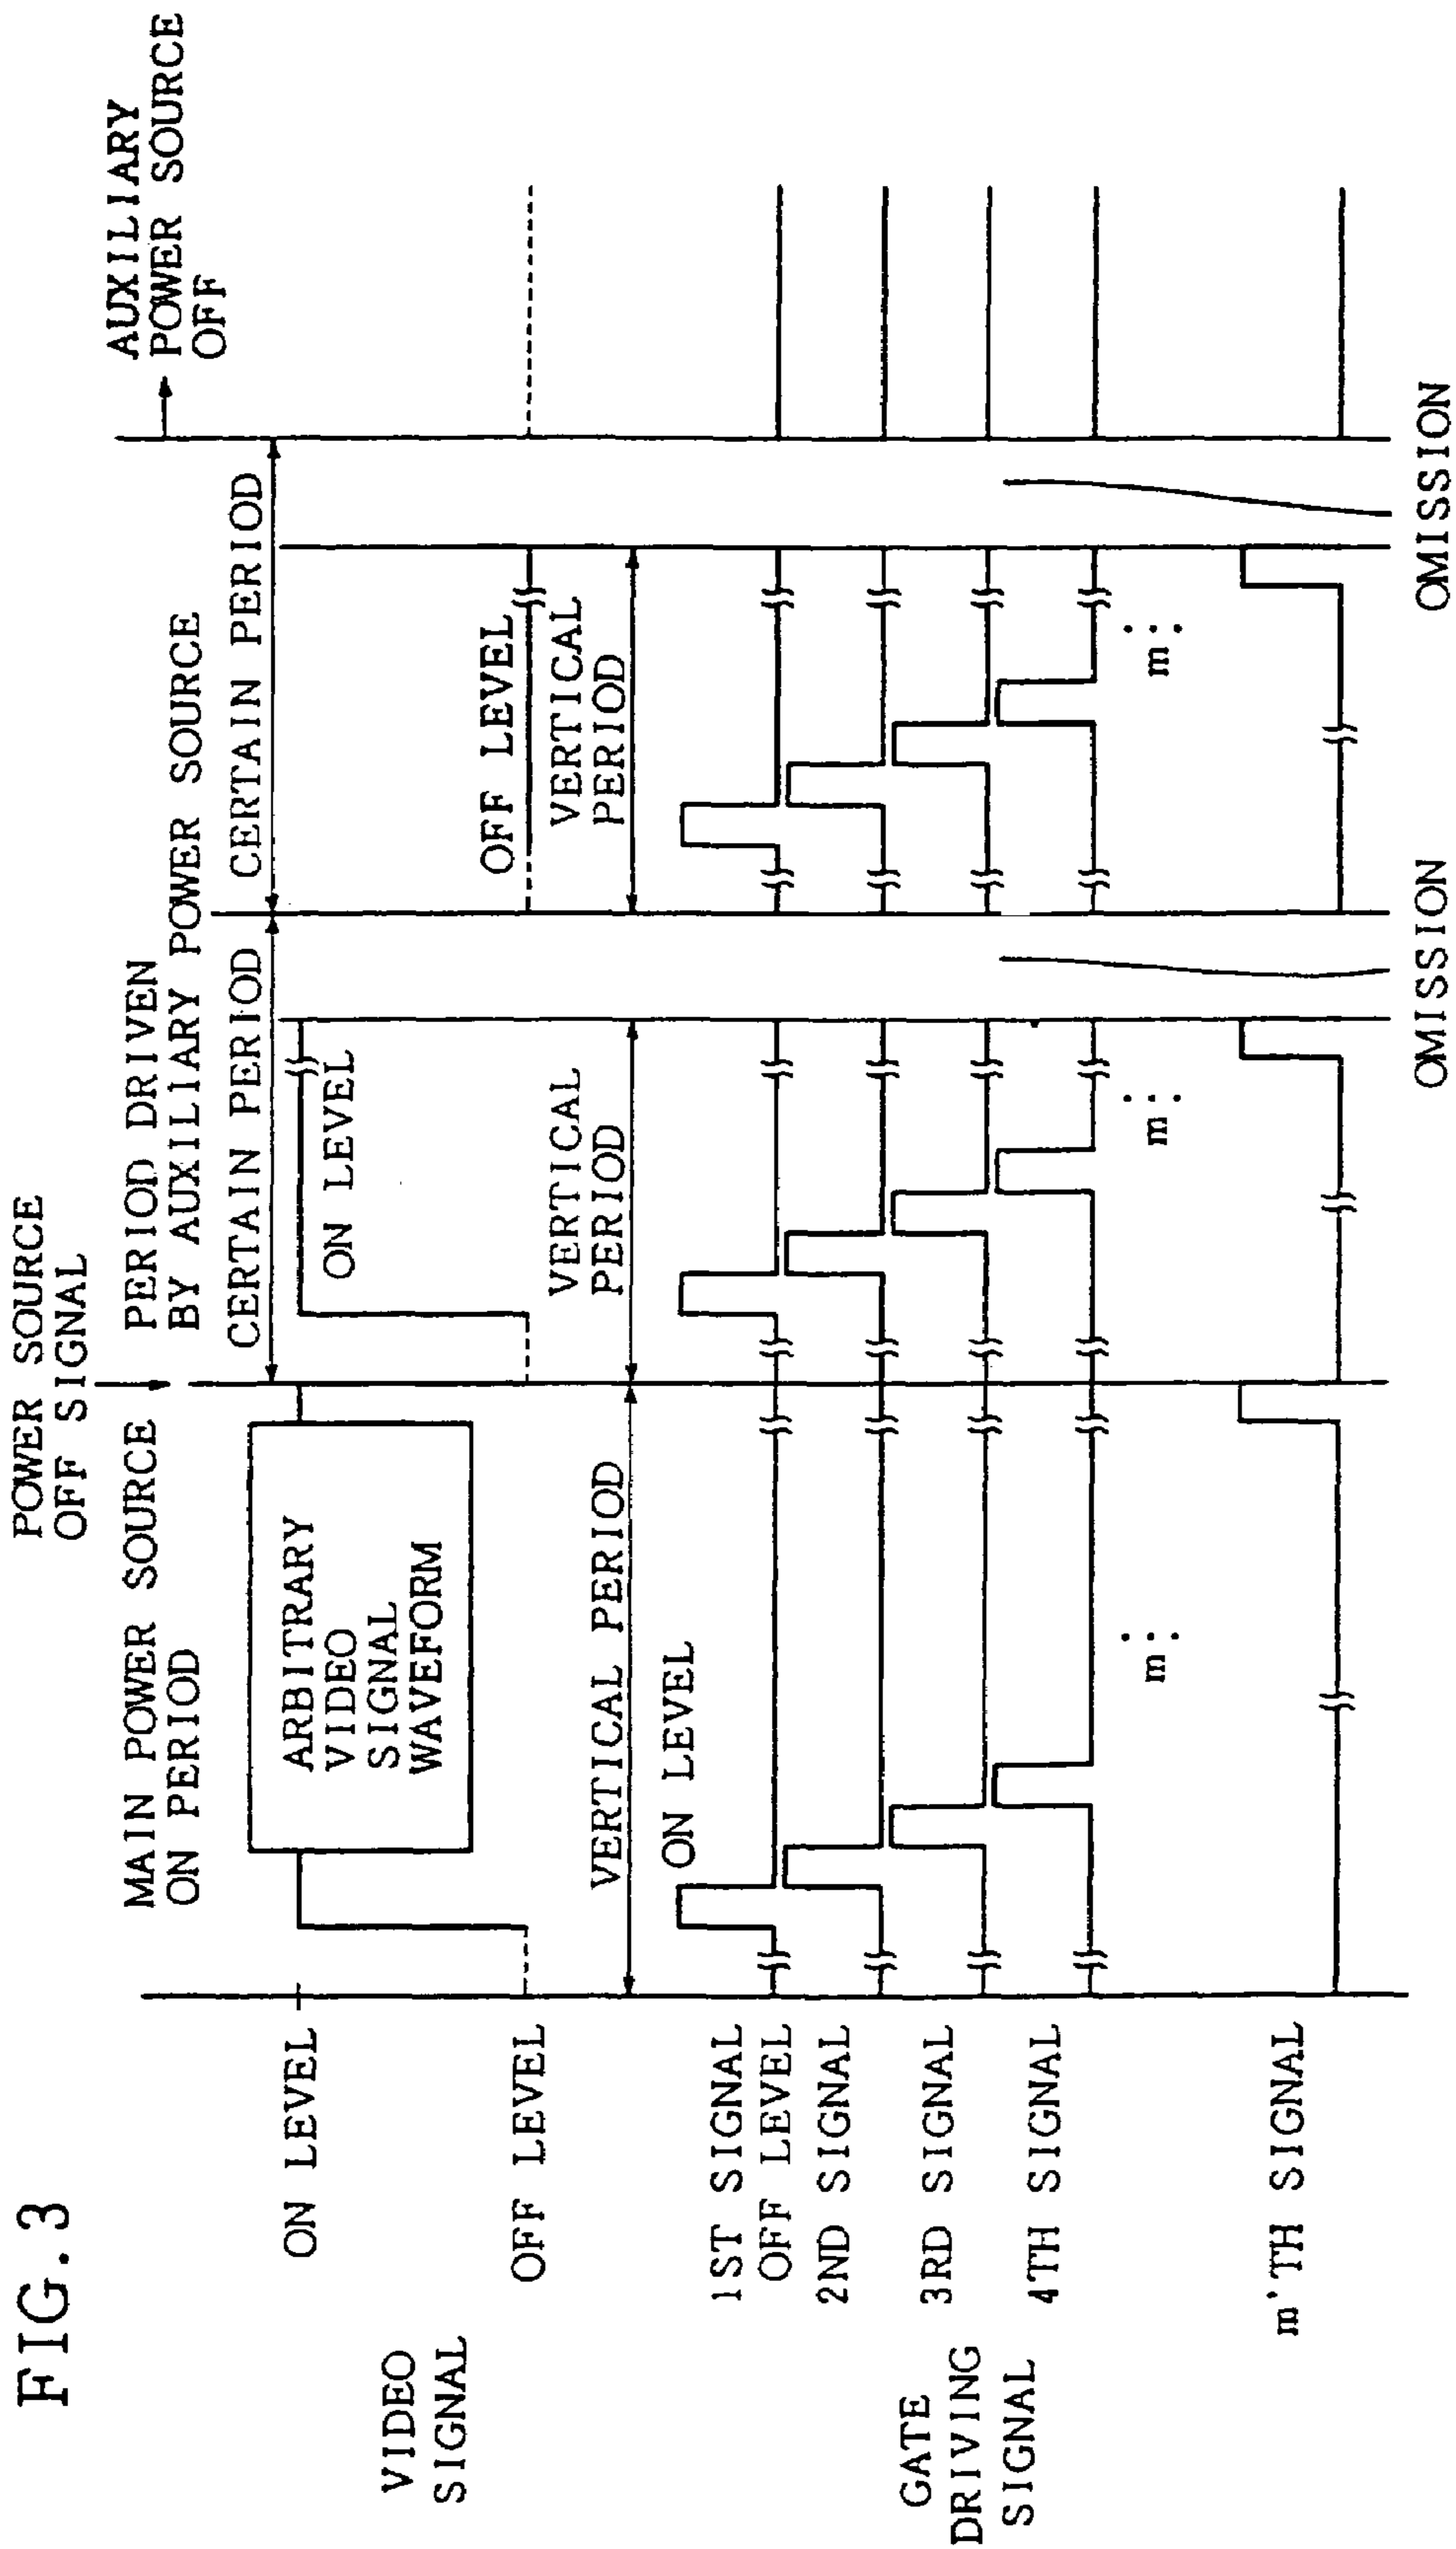 FIG.3
POWER SOURCE
OFF SIGNAL
MAIN POWER SOURCE
ON PERIOD
PERIOD DRIVEN
BY AUXILIARY POWER SOURCE
AUXILIARY
POWER SOURCE
OFF
CERTAIN PERIOD
CERTAIN PERIOD
VIDEO
SIGNAL
ON LEVEL
OFF LEVEL
ARBITRARY
VIDEO
SIGNAL
WAVEFORM
ON LEVEL
OFF LEVEL
VERTICAL PERIOD
VERTICAL
PERIOD
VERTICAL
PERIOD
ON LEVEL
GATE
DRIVING
SIGNAL
1ST SIGNAL
OFF LEVEL
2ND SIGNAL
3RD SIGNAL
4TH SIGNAL
m
m
m
m'TH SIGNAL
OMISSION
OMISSION